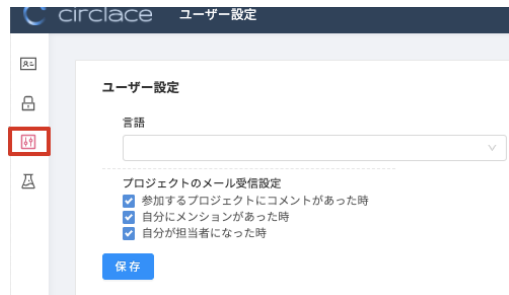 circlace ユーザー設定
ユーザー設定
言語
プロジェクトのメール受信設定
参加するプロジェクトにコメントがあった時
自分にメンションがあった時
自分が担当者になった時
保存